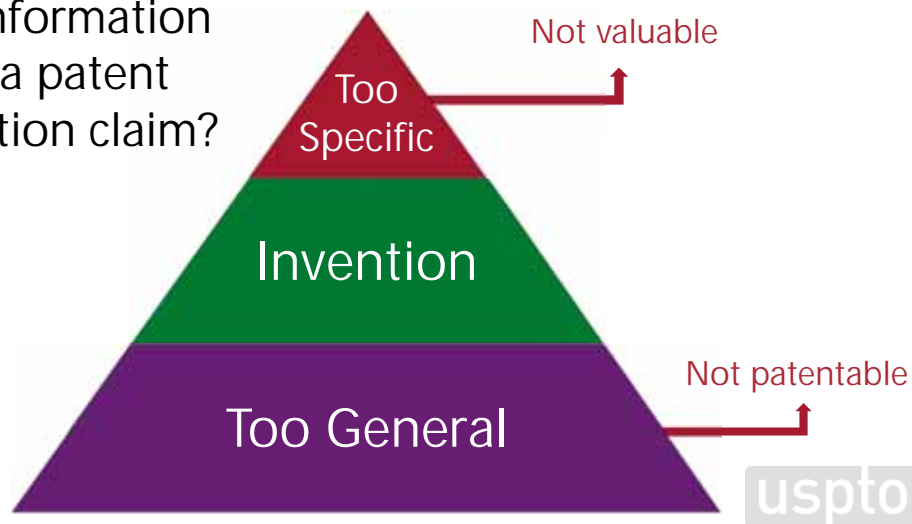 nformation
a patent
tion claim?
Not valuable
Too
Specific
Invention
Not patentable
Too General
uspto